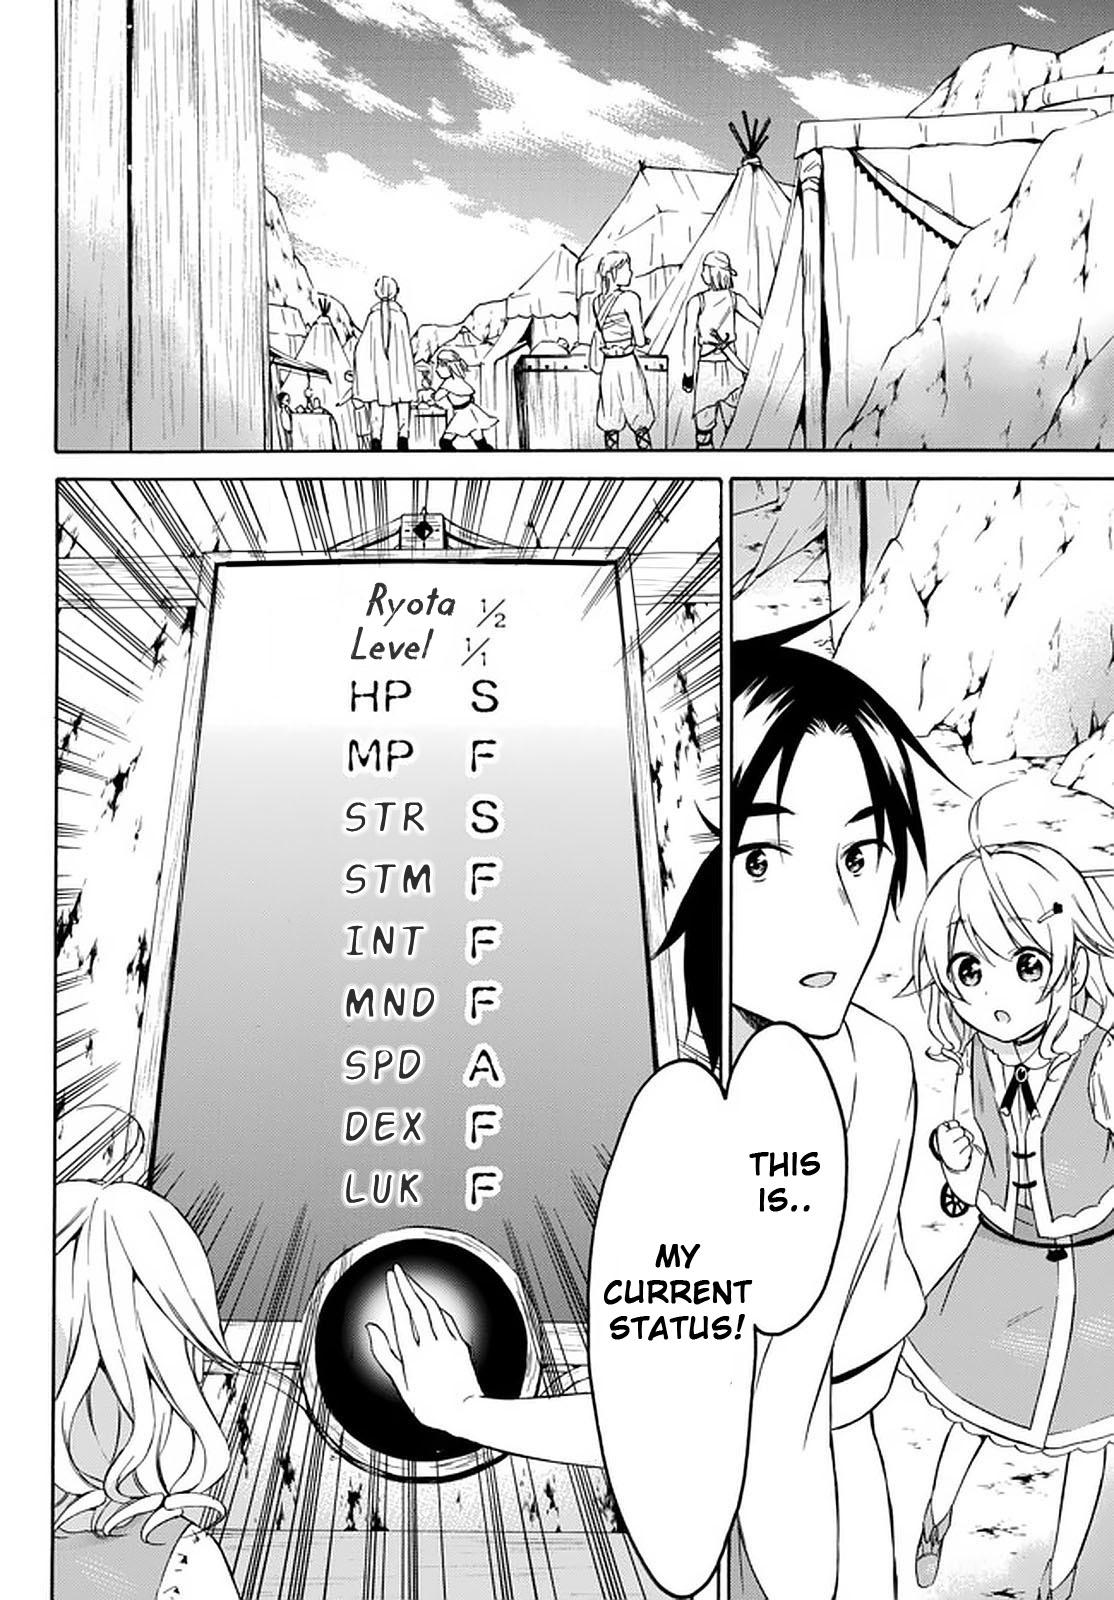 THIS
IS..
MY
CURRENT
STATUS!
Ryota 1/2
Level 1/1
HP S
MP F
STR S
STM F
INT F
MND F
SPD A
DEX F
LUK F